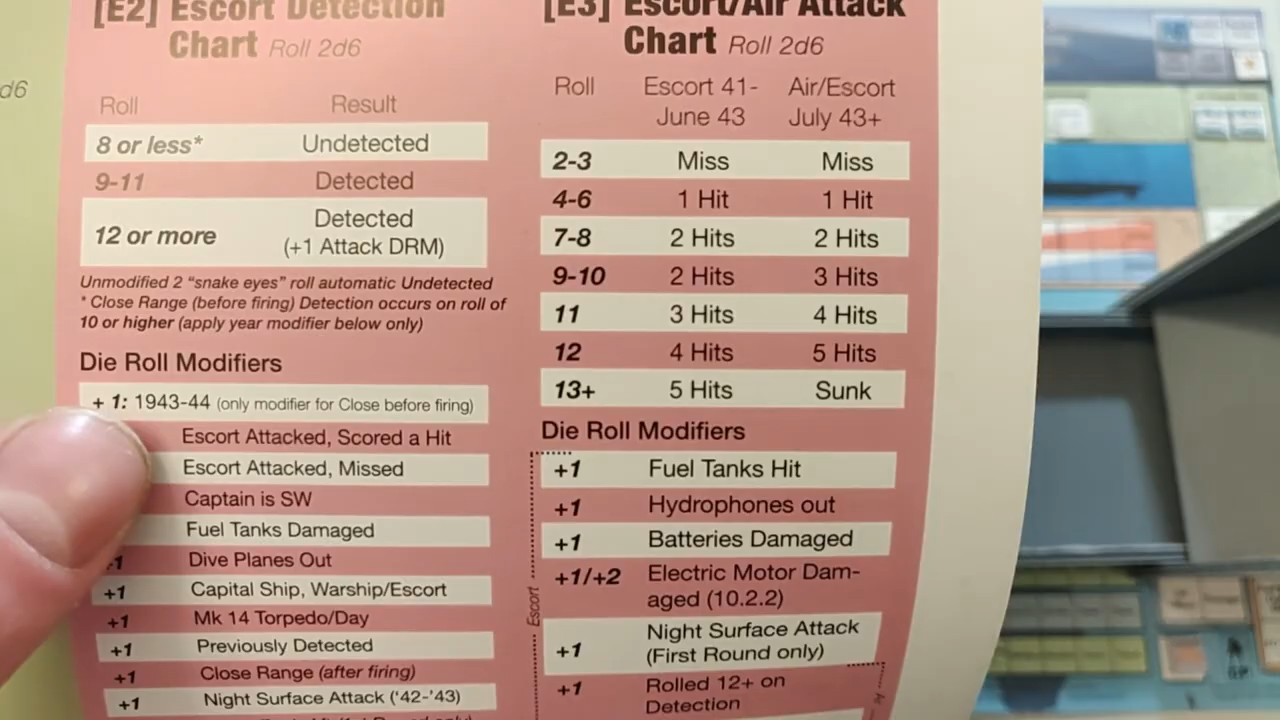 d6
[E2] Escort Detection
Chart Roll 2d6
Roll Result
8 or less* Undetected
9-11 Detected
12 or more Detected
(+1 Attack DRM)
Unmodified 2 “snake eyes” roll automatic Undetected
* Close Range (before firing) Detection occurs on roll of
10 or higher (apply year modifier below only)
Die Roll Modifiers
+ 1: 1943-44 (only modifier for Close before firing)
Escort Attacked, Scored a Hit
Escort Attacked, Missed
Captain is SW
Fuel Tanks Damaged
Dive Planes Out
+1 Capital Ship, Warship/Escort
+1 Mk 14 Torpedo/Day
+1 Previously Detected
+1 Close Range (after firing)
+1 Night Surface Attack (’42-’43)
[E3] Escort/Air Attack
Chart Roll 2d6
Roll Escort 41- Air/Escort
June 43 July 43+
2-3 Miss Miss
4-6 1 Hit 1 Hit
7-8 2 Hits 2 Hits
9-10 2 Hits 3 Hits
11 3 Hits 4 Hits
12 4 Hits 5 Hits
13+ 5 Hits Sunk
Die Roll Modifiers
+1 Fuel Tanks Hit
+1 Hydrophones out
+1 Batteries Damaged
+1/+2 Electric Motor Dam-
aged (10.2.2)
+1 Night Surface Attack
(First Round only)
+1 Rolled 12+ on
Detection
Escort